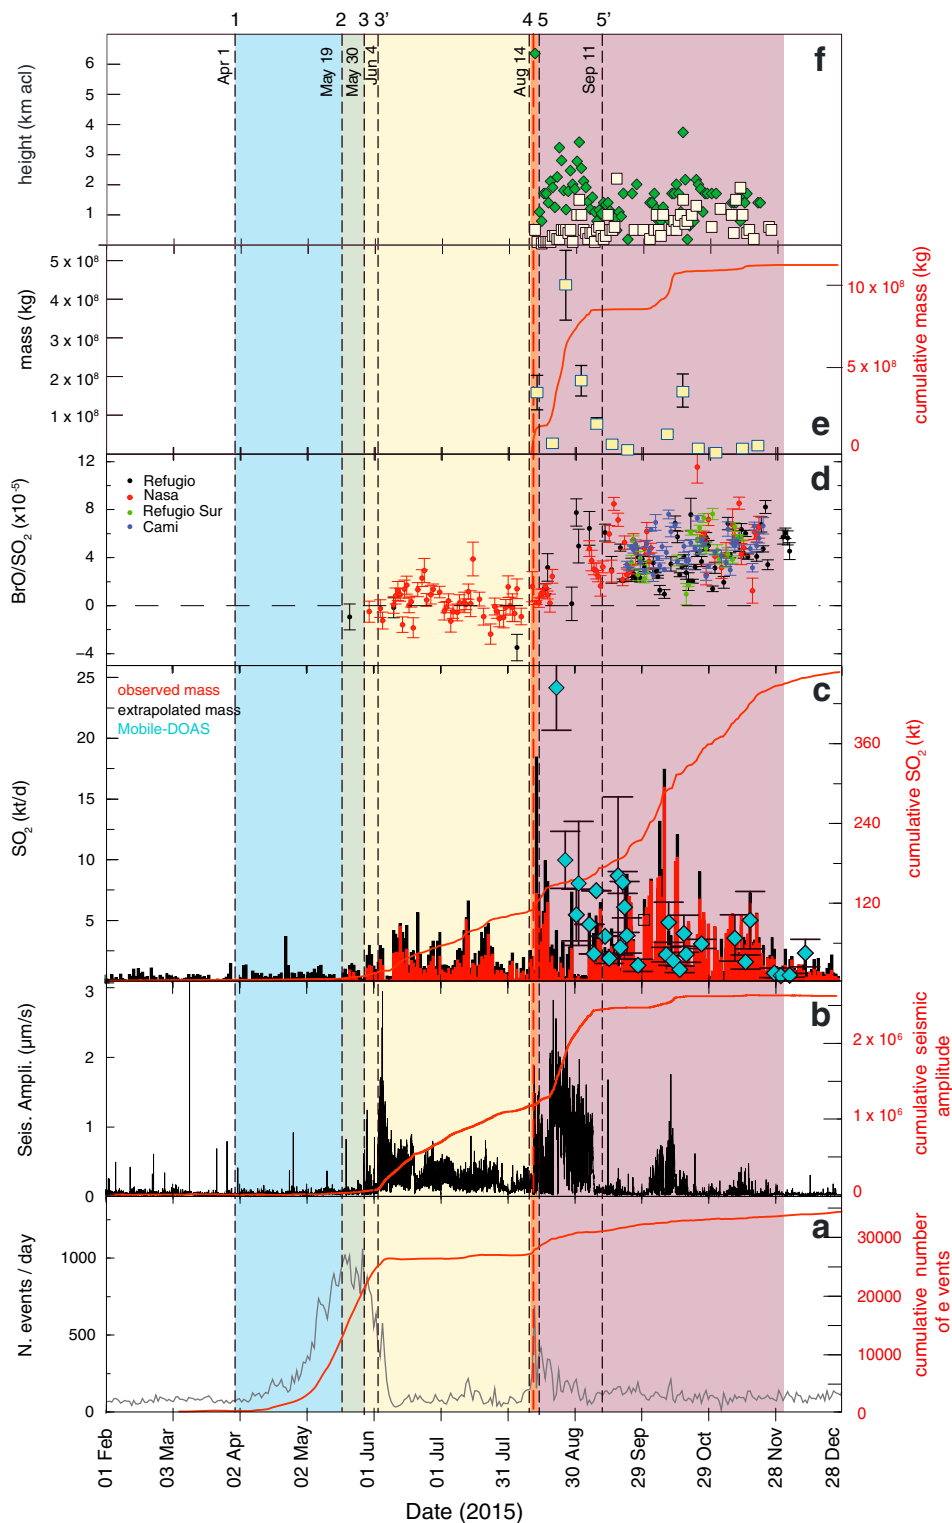 1 2 3 3’ 4 5 5’
Apr 1
May 19
May 30
Jun 4
Aug 14
Sep 11
f
height (km acl)
6
5
4
3
2
1
e
mass (kg)
5 x 10⁸
4 x 10⁸
3 x 10⁸
2 x 10⁸
1 x 10⁸
cumulative mass (kg)
10 x 10⁸
5 x 10⁸
0
d
BrO/SO₂ (x10⁻⁵)
12
8
4
0
−4
Refugio
Nasa
Refugio Sur
Cami
c
observed mass
extrapolated mass
Mobile-DOAS
SO₂ (kt/d)
25
20
15
10
5
cumulative SO₂ (kt)
360
240
120
b
Seis. Ampli. (µm/s)
3
2
1
0
cumulative seismic
amplitude
2 x 10⁶
1 x 10⁶
0
a
N. events / day
1000
500
0
cumulative number
of e vents
30000
20000
10000
0
01 Feb
03 Mar
02 Apr
02 May
01 Jun
01 Jul
31 Jul
30 Aug
29 Sep
29 Oct
28 Nov
28 Dec
Date (2015)